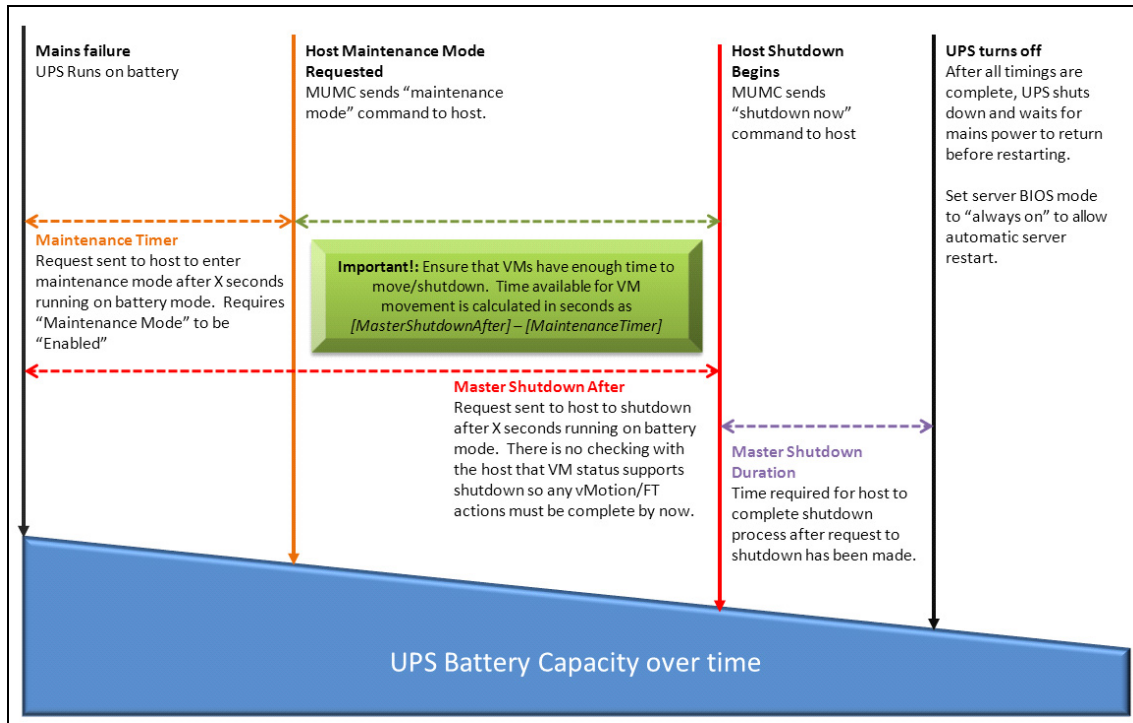 Mains failure
UPS Runs on battery
Host Maintenance Mode
Requested
MUMC sends “maintenance
mode” command to host.
Host Shutdown
Begins
MUMC sends
“shutdown now”
command to host
UPS turns off
After all timings are
complete, UPS shuts
down and waits for
mains power to return
before restarting.
Set server BIOS mode
to “always on” to allow
automatic server
restart.
Maintenance Timer
Request sent to host to enter
maintenance mode after X seconds
running on battery mode.  Requires
“Maintenance Mode” to be
“Enabled”
Important!: Ensure that VMs have enough time to
move/shutdown.  Time available for VM
movement is calculated in seconds as
[MasterShutdownAfter] – [MaintenanceTimer]
Master Shutdown After
Request sent to host to shutdown
after X seconds running on battery
mode.  There is no checking with
the host that VM status supports
shutdown so any vMotion/FT
actions must be complete by now.
Master Shutdown
Duration
Time required for host to
complete shutdown
process after request to
shutdown has been made.
UPS Battery Capacity over time